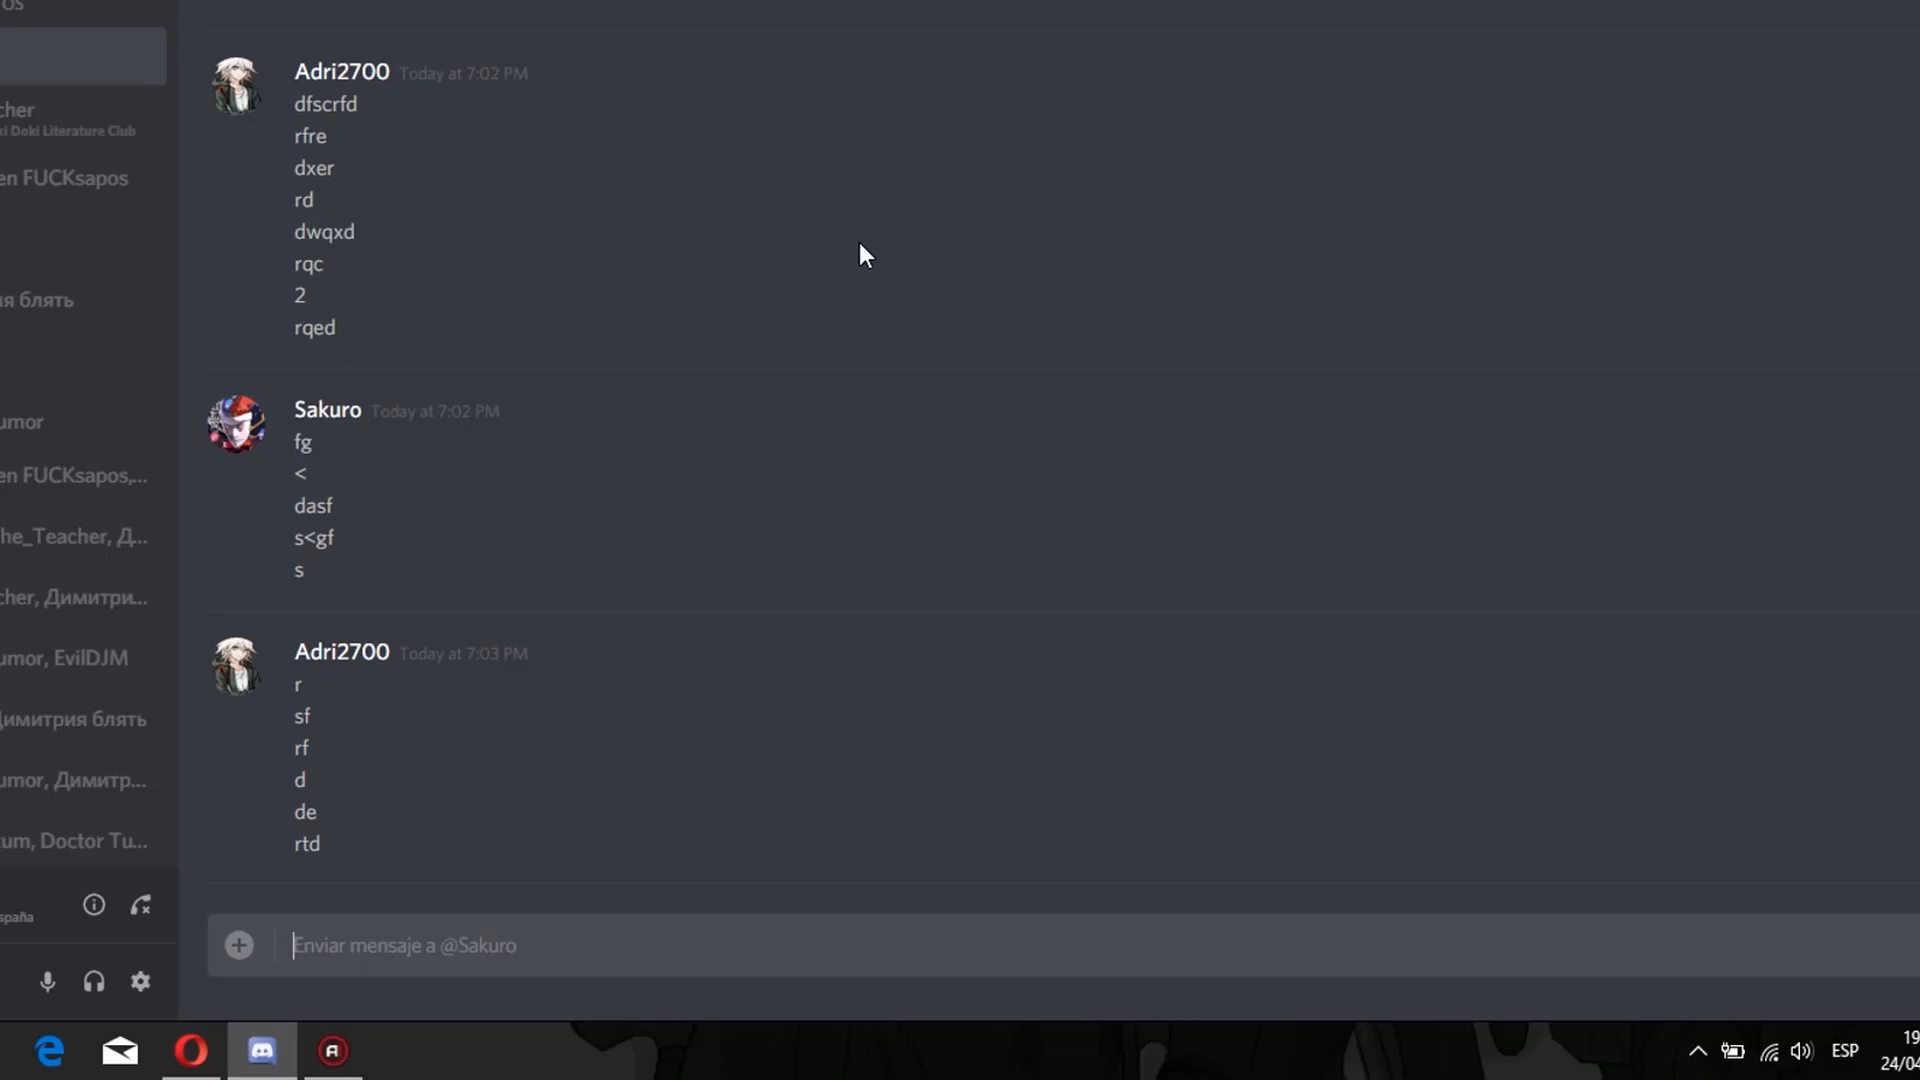 os
cher
ki Doki Literature Club
en FUCKsapos
ия блять
umor
en FUCKsapos,...
he_Teacher, Д...
cher, Димитри...
umor, EvilDJM
Димитрия блять
umor, Димитр...
tum, Doctor Tu...
spaña
Adri2700 Today at 7:02 PM
dfscrfd
rfre
dxer
rd
dwqxd
rqc
2
rqed
Sakuro Today at 7:02 PM
fg
<
dasf
s<gf
s
Adri2700 Today at 7:03 PM
r
sf
rf
d
de
rtd
Enviar mensaje a @Sakuro
ESP
19
24/04